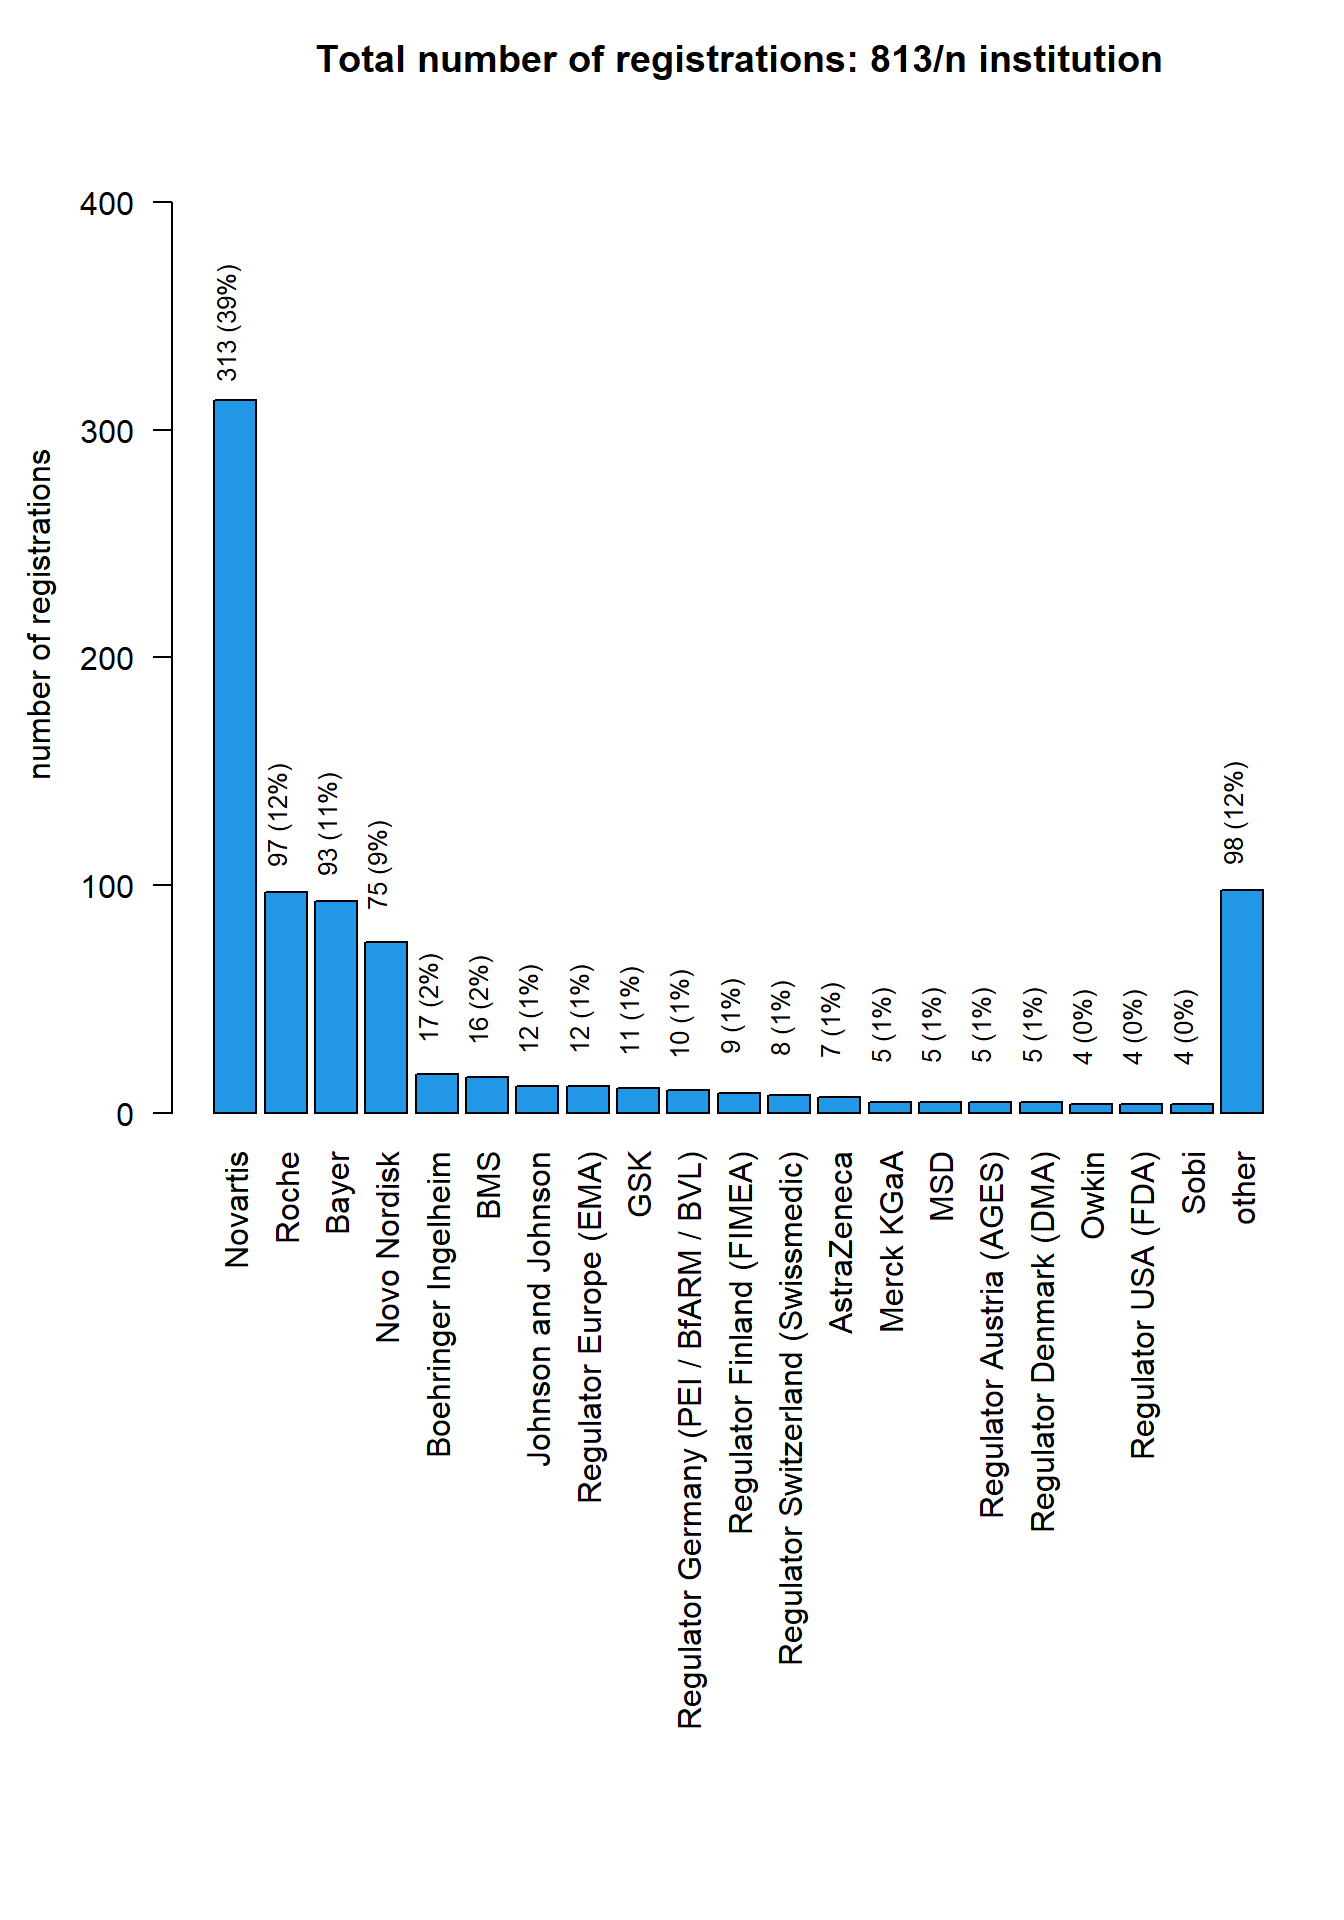 Total number of registrations: 813/n institution
number of registrations
400
300
200
100
0
313 (39%)
97 (12%)
93 (11%)
75 (9%)
17 (2%)
16 (2%)
12 (1%)
12 (1%)
11 (1%)
10 (1%)
9 (1%)
8 (1%)
7 (1%)
5 (1%)
5 (1%)
5 (1%)
5 (1%)
4 (0%)
4 (0%)
4 (0%)
98 (12%)
Novartis
Roche
Bayer
Novo Nordisk
Boehringer Ingelheim
BMS
Johnson and Johnson
Regulator Europe (EMA)
GSK
Regulator Germany (PEI / BfARM / BVL)
Regulator Finland (FIMEA)
Regulator Switzerland (Swissmedic)
AstraZeneca
Merck KGaA
MSD
Regulator Austria (AGES)
Regulator Denmark (DMA)
Owkin
Regulator USA (FDA)
Sobi
other